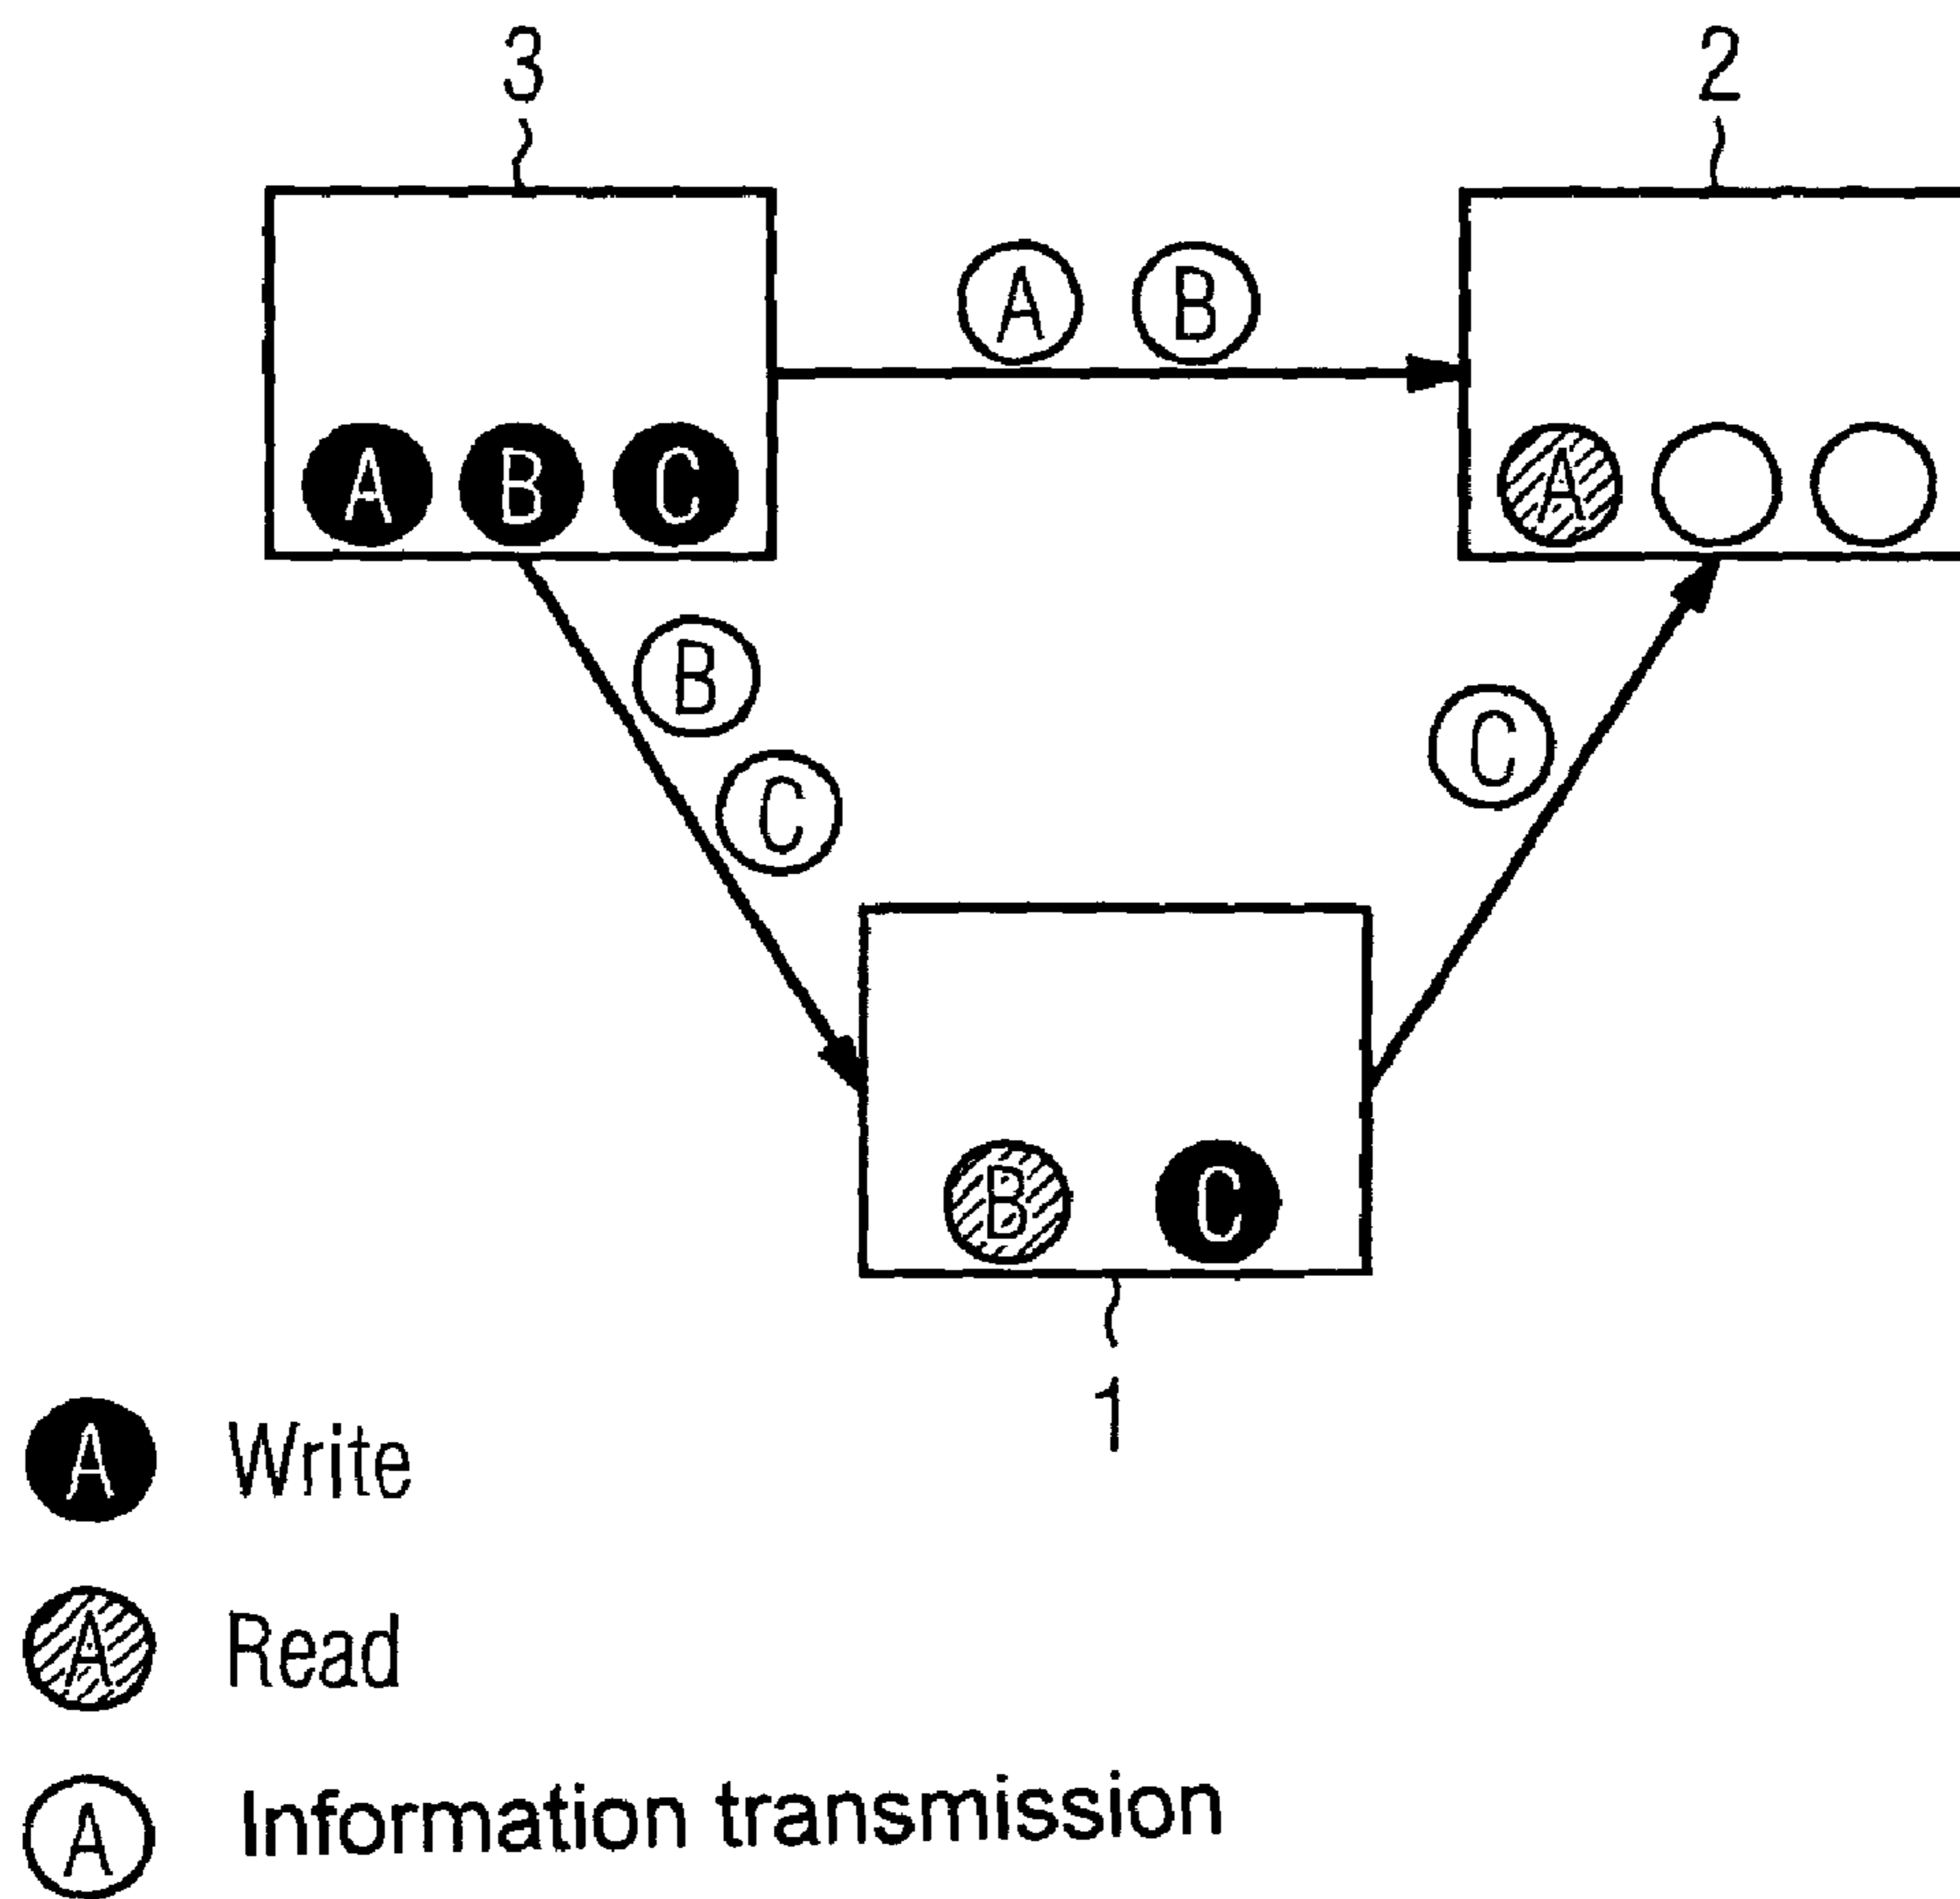 3 2
A B
A B C A
B
C C
B C
1
A Write
A Read
A Information transmission